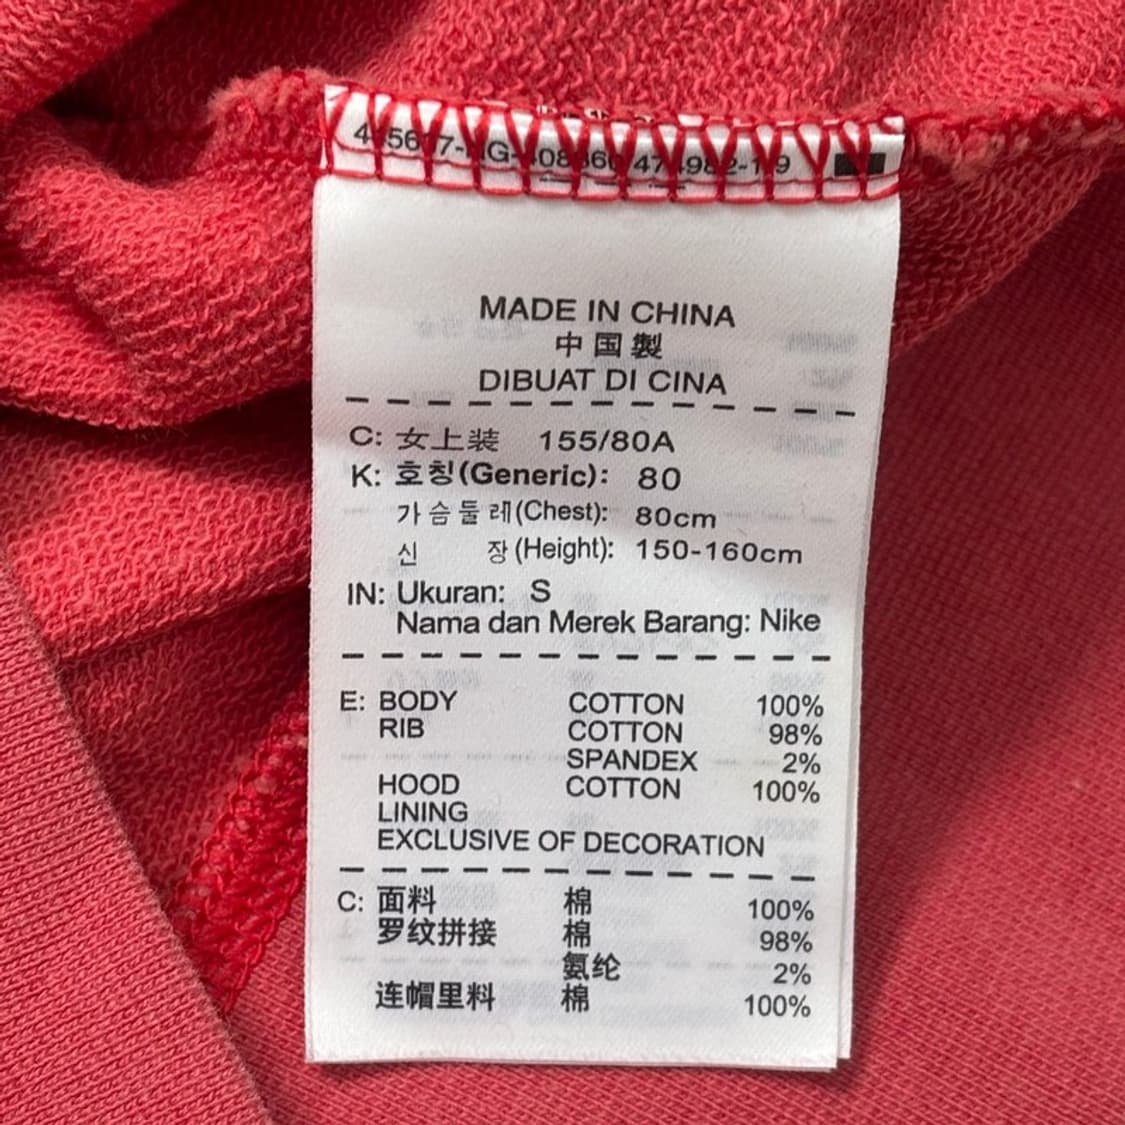 MADE IN CHINA
中国製
DIBUAT DI CINA
C: 女上装 155/80A
K: 호칭(Generic): 80
가슴둘레(Chest): 80cm
신 장(Height): 150-160cm
IN: Ukuran: S
Nama dan Merek Barang: Nike
E: BODY COTTON 100%
RIB COTTON 98%
SPANDEX 2%
HOOD COTTON 100%
LINING
EXCLUSIVE OF DECORATION
C: 面料 棉 100%
罗纹拼接 棉 98%
氨纶 2%
连帽里料 棉 100%